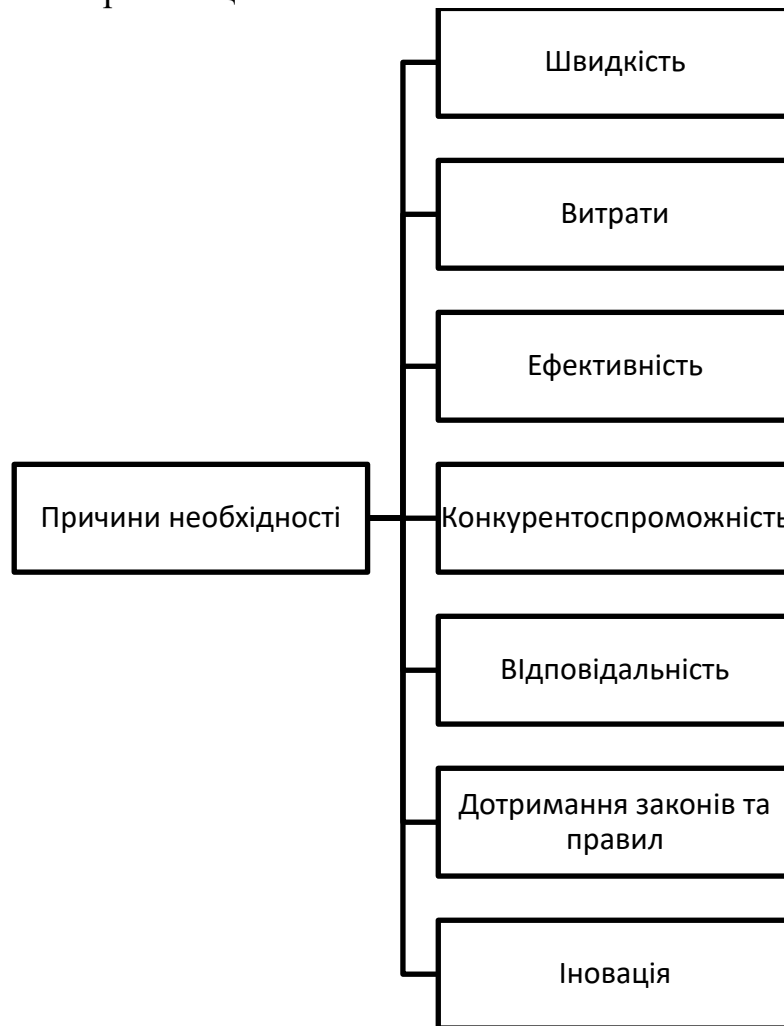 Швидкість
Витрати
Ефективність
Причини необхідності
Конкурентоспроможність
ВІдповідальність
Дотримання законів та
правил
Іновація